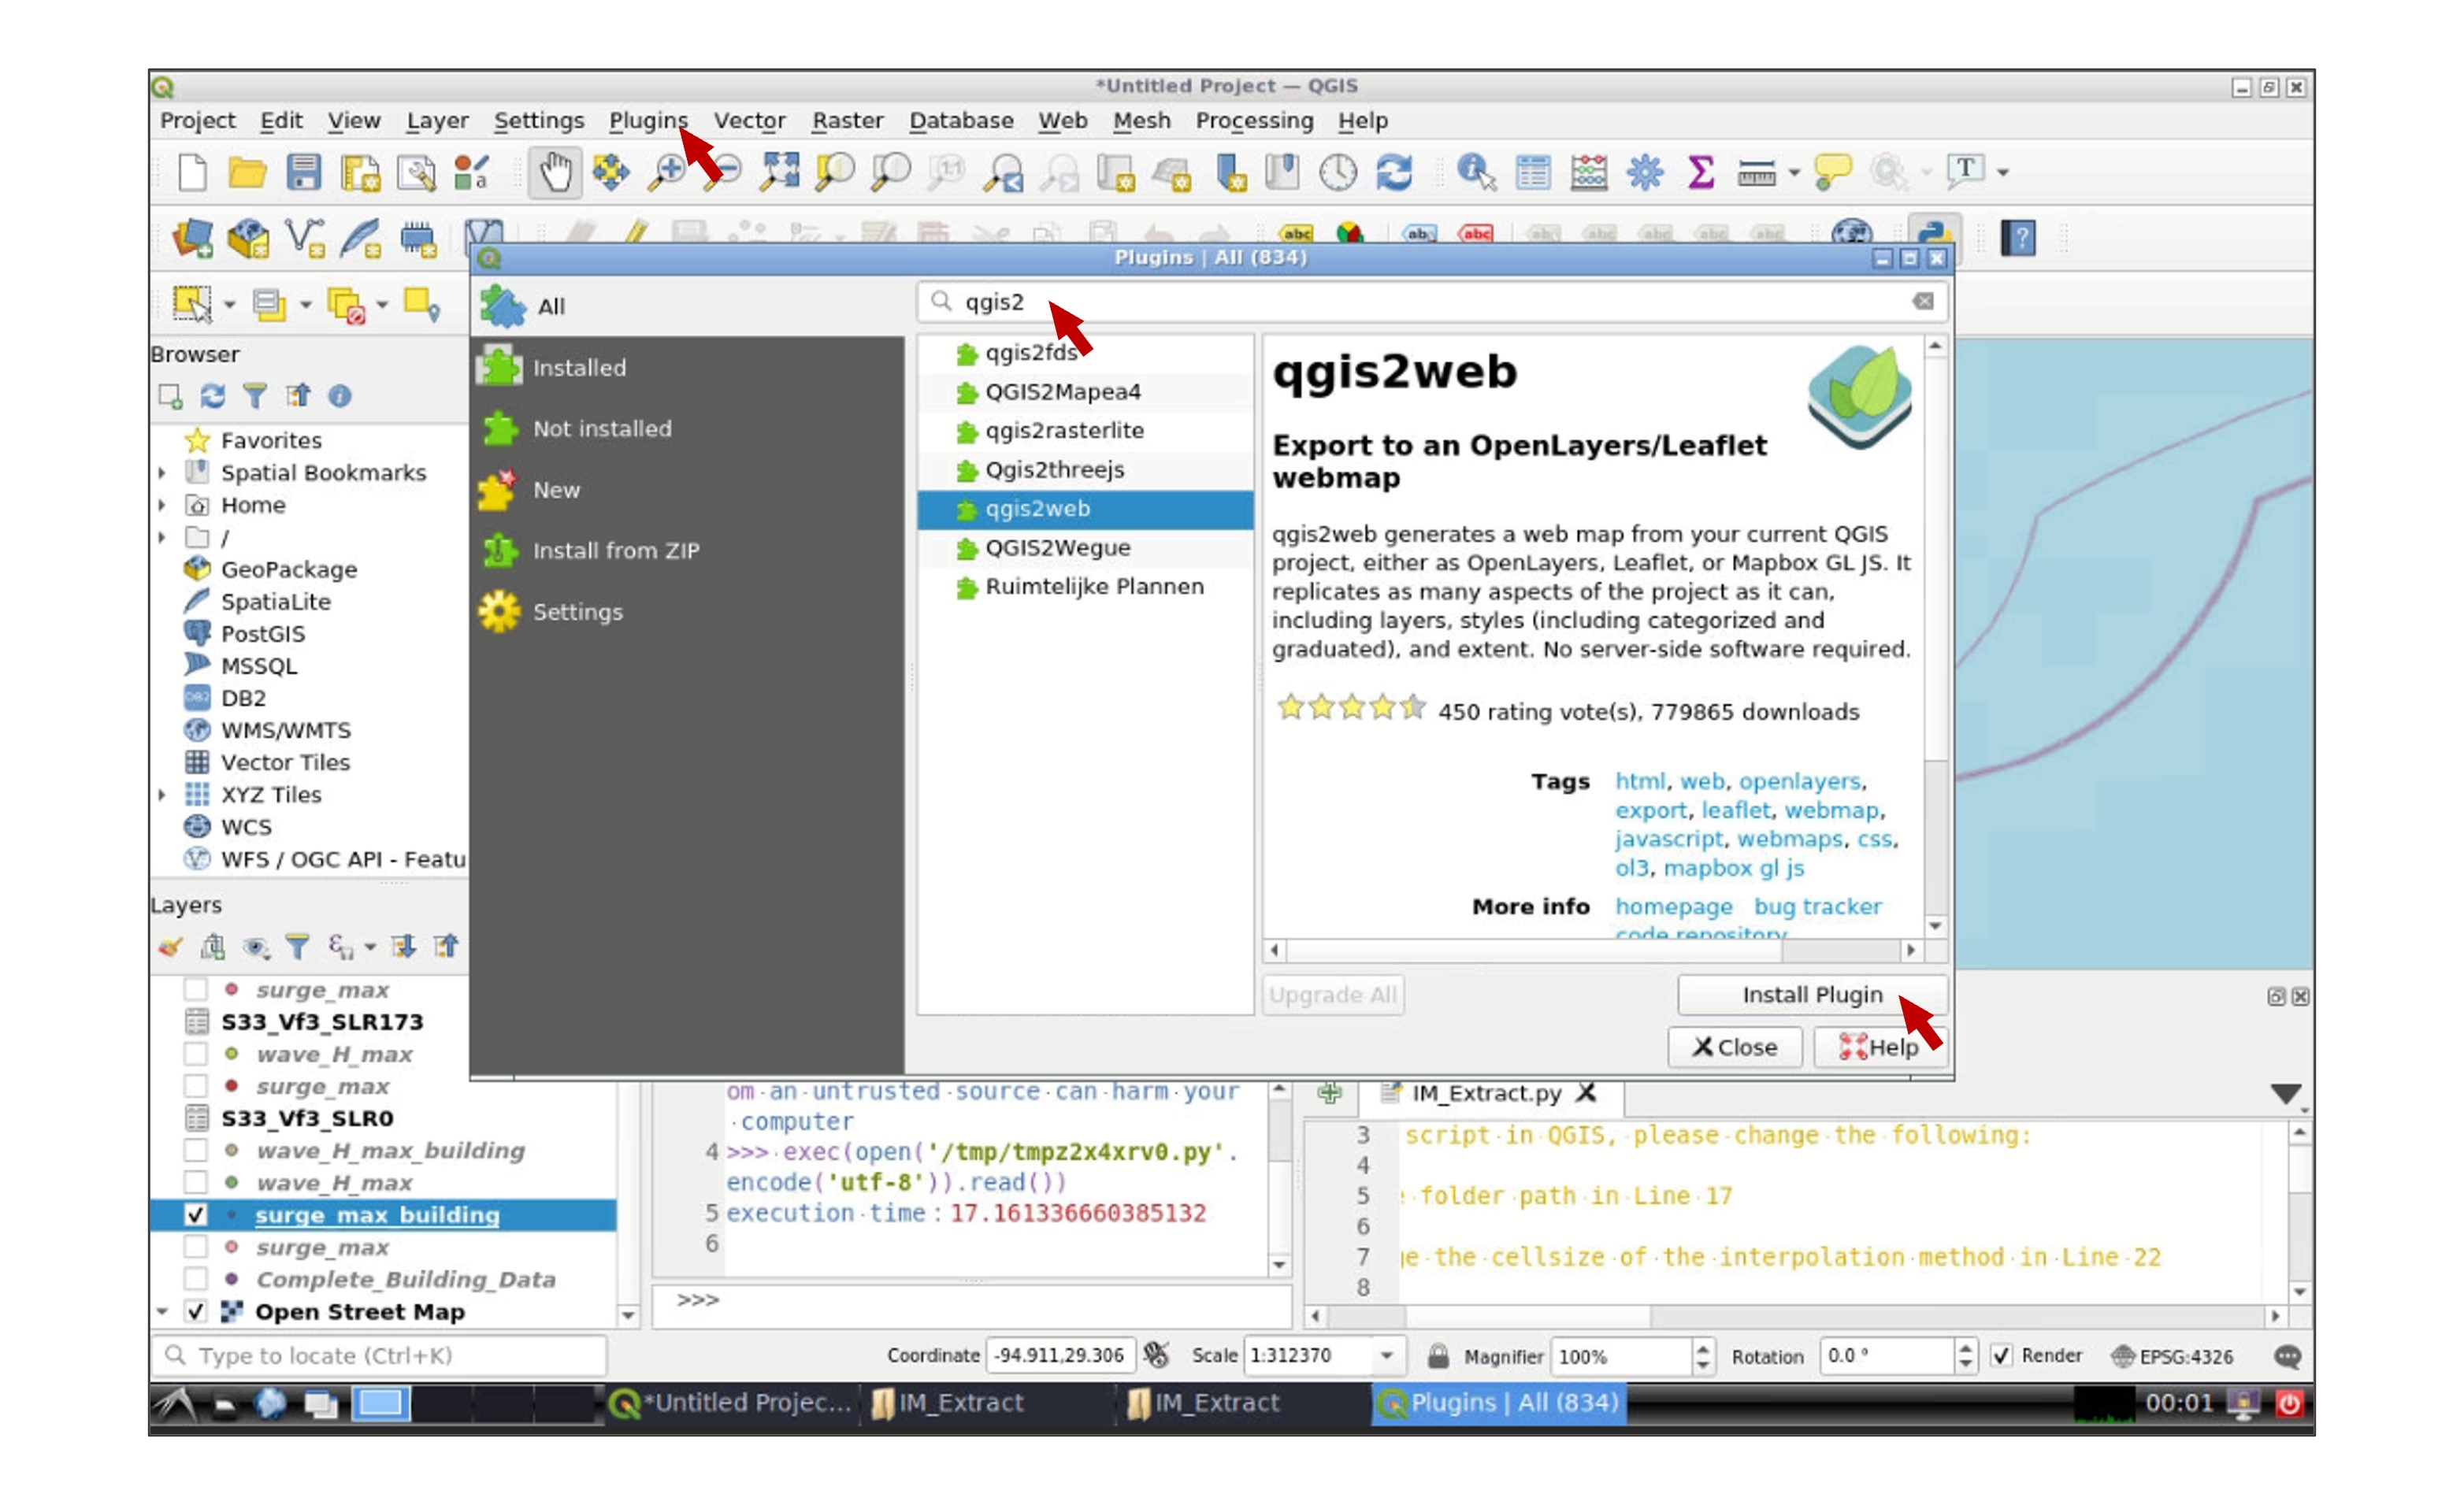 *Untitled Project — QGIS
Project Edit View Layer Settings Plugins Vector Raster Database Web Mesh Processing Help
Plugins | All (834)
All
qgis2
Installed
Not installed
New
Install from ZIP
Settings
qgis2fds
QGIS2Mapea4
qgis2rasterlite
Qgis2threejs
qgis2web
QGIS2Wegue
Ruimtelijke Plannen
qgis2web
Export to an OpenLayers/Leaflet
webmap
qgis2web generates a web map from your current QGIS
project, either as OpenLayers, Leaflet, or Mapbox GL JS. It
replicates as many aspects of the project as it can,
including layers, styles (including categorized and
graduated), and extent. No server-side software required.
450 rating vote(s), 779865 downloads
Tags html, web, openlayers,
export, leaflet, webmap,
javascript, webmaps, css,
ol3, mapbox gl js
More info homepage bug tracker
code repository
Upgrade All Install Plugin
Close Help
Browser
Favorites
Spatial Bookmarks
Home
/
GeoPackage
SpatiaLite
PostGIS
MSSQL
DB2
WMS/WMTS
Vector Tiles
XYZ Tiles
WCS
WFS / OGC API - Featu
Layers
surge_max
S33_Vf3_SLR173
wave_H_max
surge_max
S33_Vf3_SLR0
wave_H_max_building
wave_H_max
surge_max_building
surge_max
Complete_Building_Data
Open Street Map
om an untrusted source can harm your
computer
4 >>> exec(open('/tmp/tmpz2x4xrv0.py'.
encode('utf-8')).read())
5 execution time : 17.161336660385132
6
>>>
IM_Extract.py
3 script in QGIS, please change the following:
4
5 folder path in Line 17
6
7 e the cellsize of the interpolation method in Line 22
8
Type to locate (Ctrl+K) Coordinate -94.911,29.306 Scale 1:312370 Magnifier 100% Rotation 0.0 ° Render EPSG:4326
*Untitled Projec... IM_Extract IM_Extract Plugins | All (834) 00:01